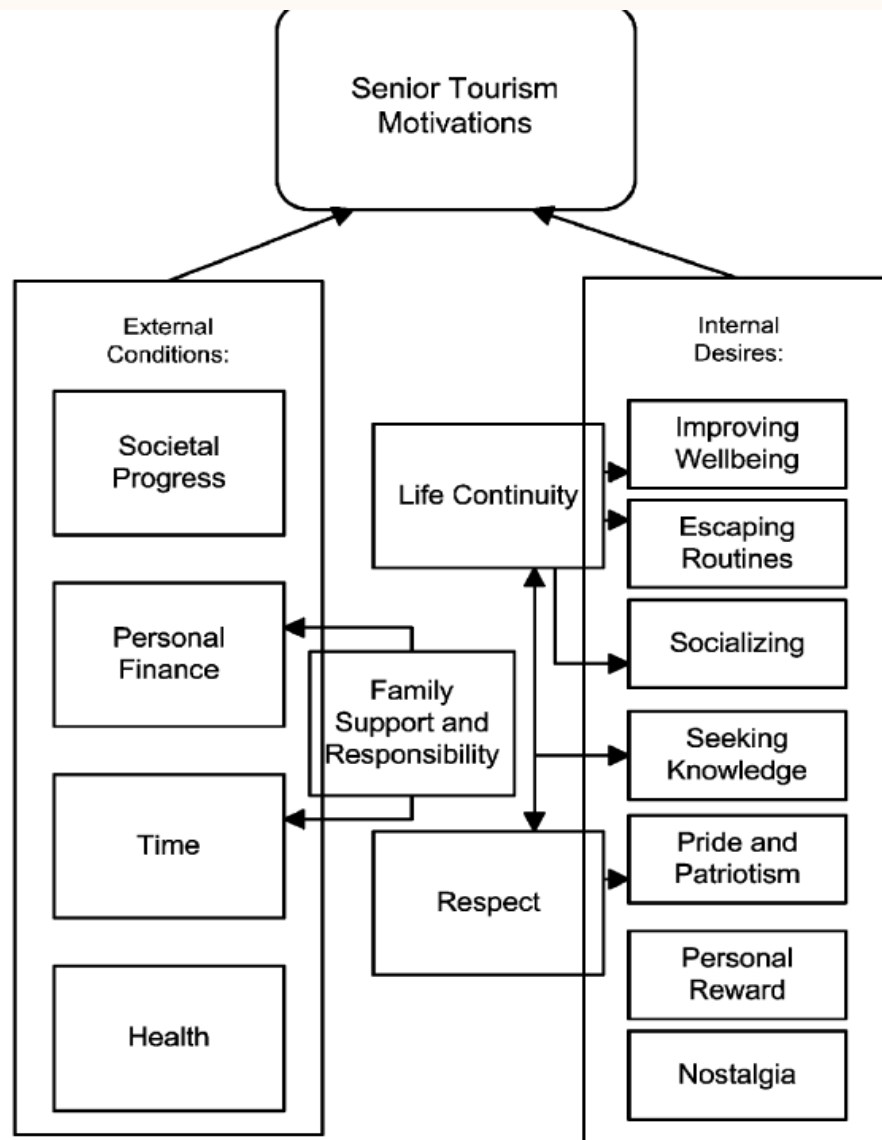 Senior Tourism
Motivations
External
Conditions:
Societal
Progress
Personal
Finance
Time
Health
Family
Support and
Responsibility
Life Continuity
Respect
Internal
Desires:
Improving
Wellbeing
Escaping
Routines
Socializing
Seeking
Knowledge
Pride and
Patriotism
Personal
Reward
Nostalgia